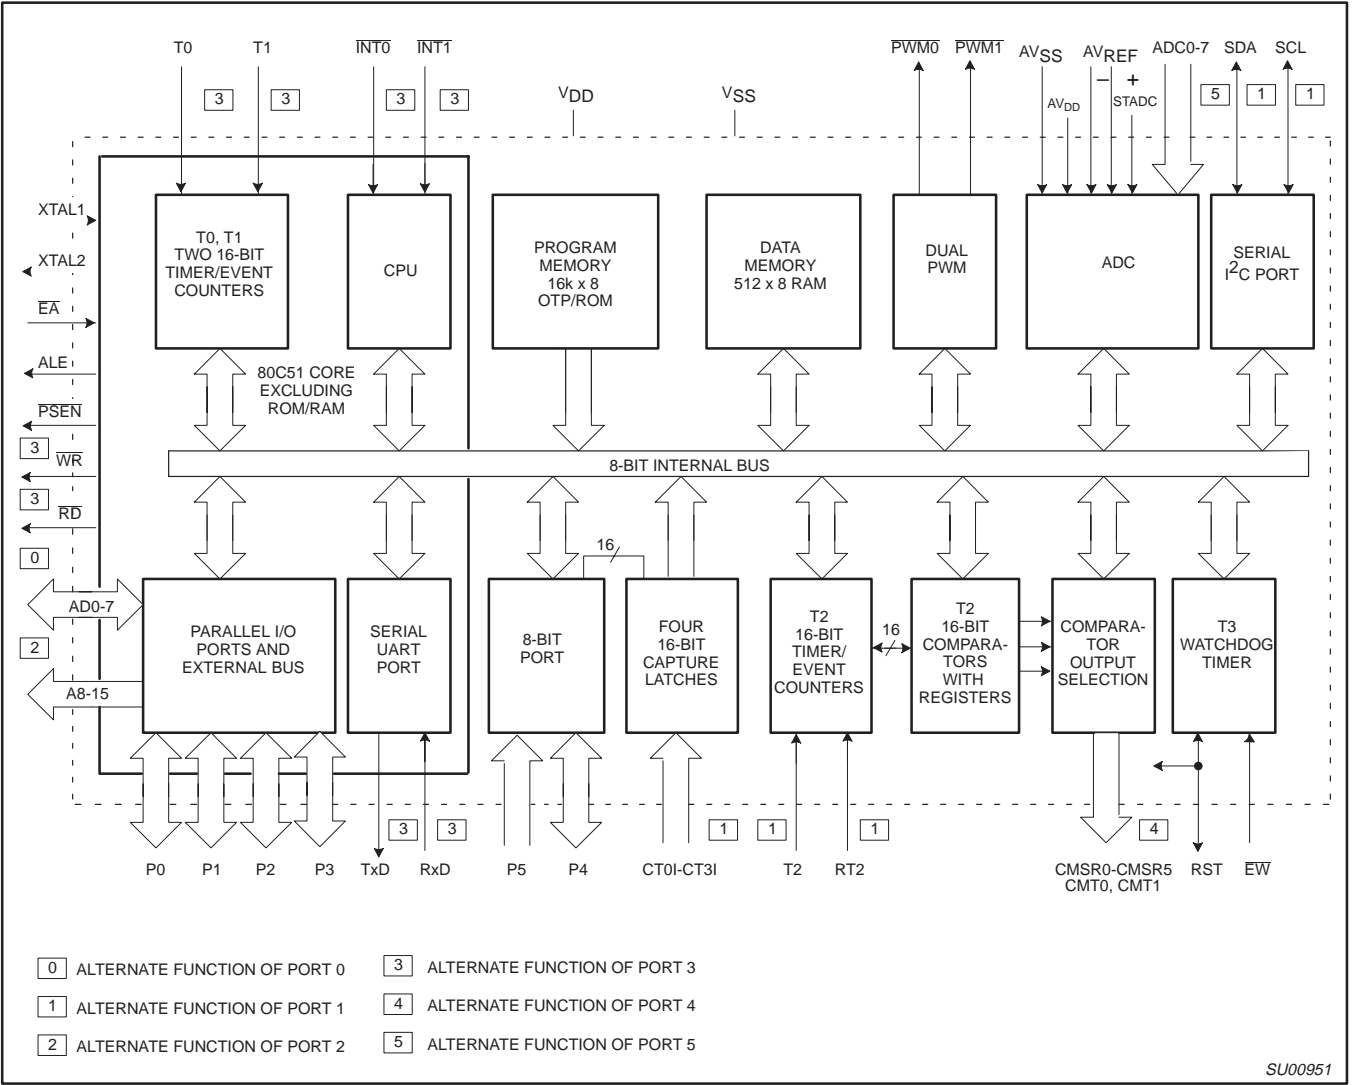 T0 T1 INT0 INT1 PWM0 PWM1 AVSS AVREF ADC0-7 SDA SCL
− +
3 3 3 3 VDD VSS AVDD STADC 5 1 1
XTAL1
XTAL2
EA
ALE
PSEN
3
WR
3
RD
0
AD0-7
2
A8-15
T0, T1
TWO 16-BIT
TIMER/EVENT
COUNTERS
CPU
PROGRAM
MEMORY
16k x 8
OTP/ROM
DATA
MEMORY
512 x 8 RAM
DUAL
PWM
ADC
SERIAL
I2C PORT
80C51 CORE
EXCLUDING
ROM/RAM
8-BIT INTERNAL BUS
16
PARALLEL I/O
PORTS AND
EXTERNAL BUS
SERIAL
UART
PORT
8-BIT
PORT
FOUR
16-BIT
CAPTURE
LATCHES
T2
16-BIT
TIMER/
EVENT
COUNTERS
16
T2
16-BIT
COMPARA-
TORS
WITH
REGISTERS
COMPARA-
TOR
OUTPUT
SELECTION
T3
WATCHDOG
TIMER
3 3 1 1 1 4
P0 P1 P2 P3 TxD RxD P5 P4 CT0I-CT3I T2 RT2 CMSR0-CMSR5 RST EW
CMT0, CMT1
0 ALTERNATE FUNCTION OF PORT 0
1 ALTERNATE FUNCTION OF PORT 1
2 ALTERNATE FUNCTION OF PORT 2
3 ALTERNATE FUNCTION OF PORT 3
4 ALTERNATE FUNCTION OF PORT 4
5 ALTERNATE FUNCTION OF PORT 5
SU00951